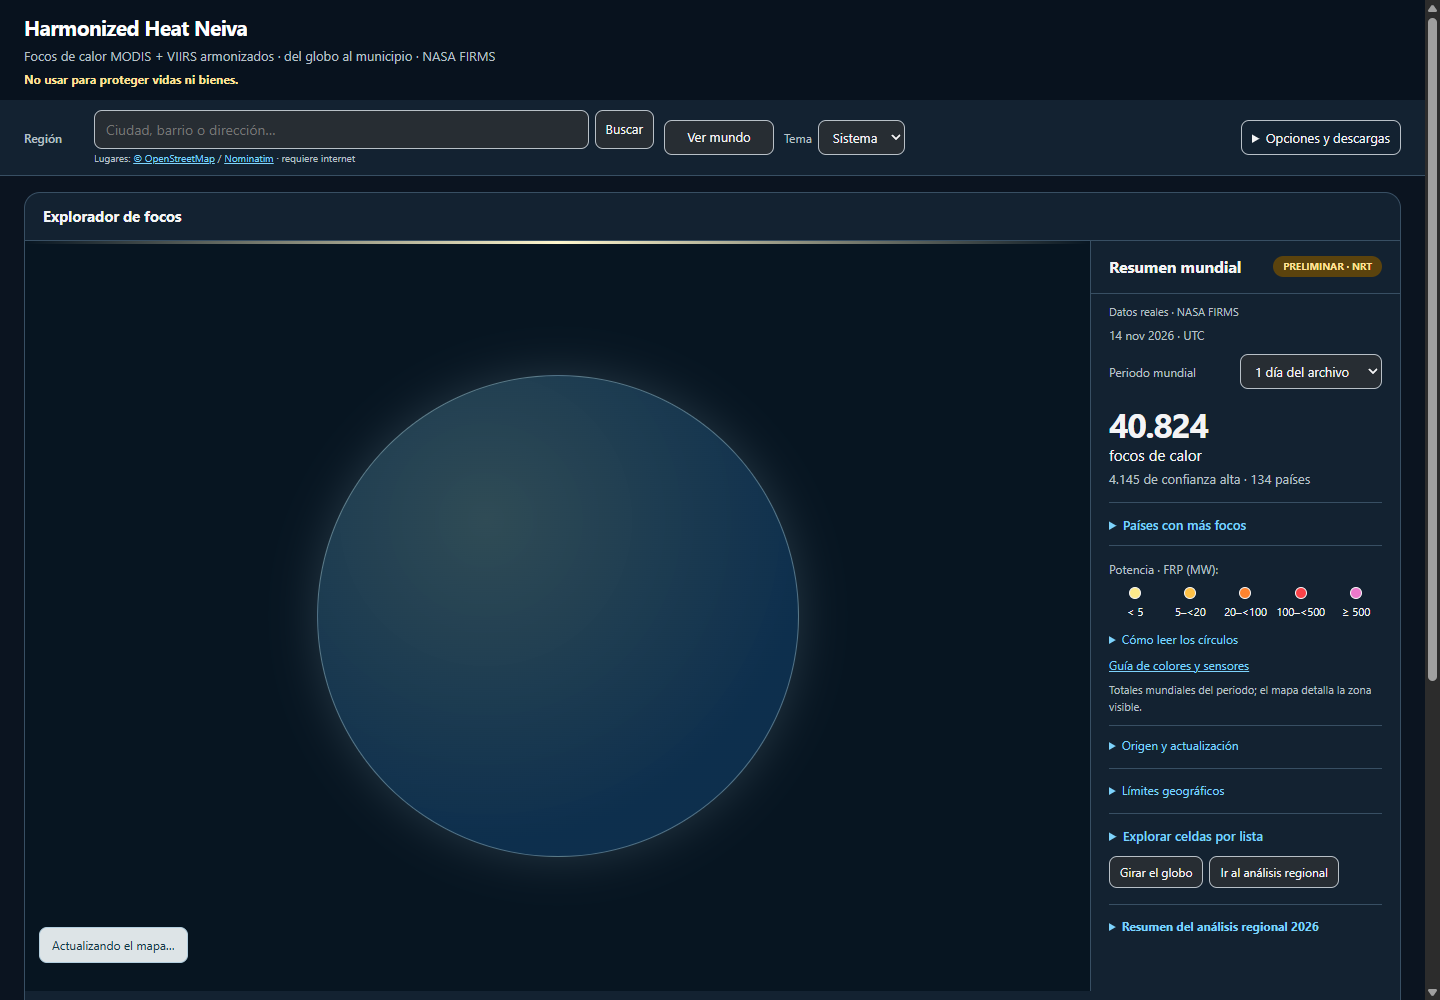 Harmonized Heat Neiva
Focos de calor MODIS + VIIRS armonizados · del globo al municipio · NASA FIRMS
No usar para proteger vidas ni bienes.
Región
Ciudad, barrio o dirección...
Buscar
Ver mundo
Tema
Sistema
Opciones y descargas
Lugares: © OpenStreetMap / Nominatim · requiere internet
Explorador de focos
Resumen mundial
PRELIMINAR · NRT
Datos reales · NASA FIRMS
14 nov 2026 · UTC
Periodo mundial
1 día del archivo
40.824
focos de calor
4.145 de confianza alta · 134 países
Países con más focos
Potencia · FRP (MW):
< 5
5–<20
20–<100
100–<500
≥ 500
Cómo leer los círculos
Guía de colores y sensores
Totales mundiales del periodo; el mapa detalla la zona
visible.
Origen y actualización
Límites geográficos
Explorar celdas por lista
Girar el globo
Ir al análisis regional
Resumen del análisis regional 2026
Actualizando el mapa...